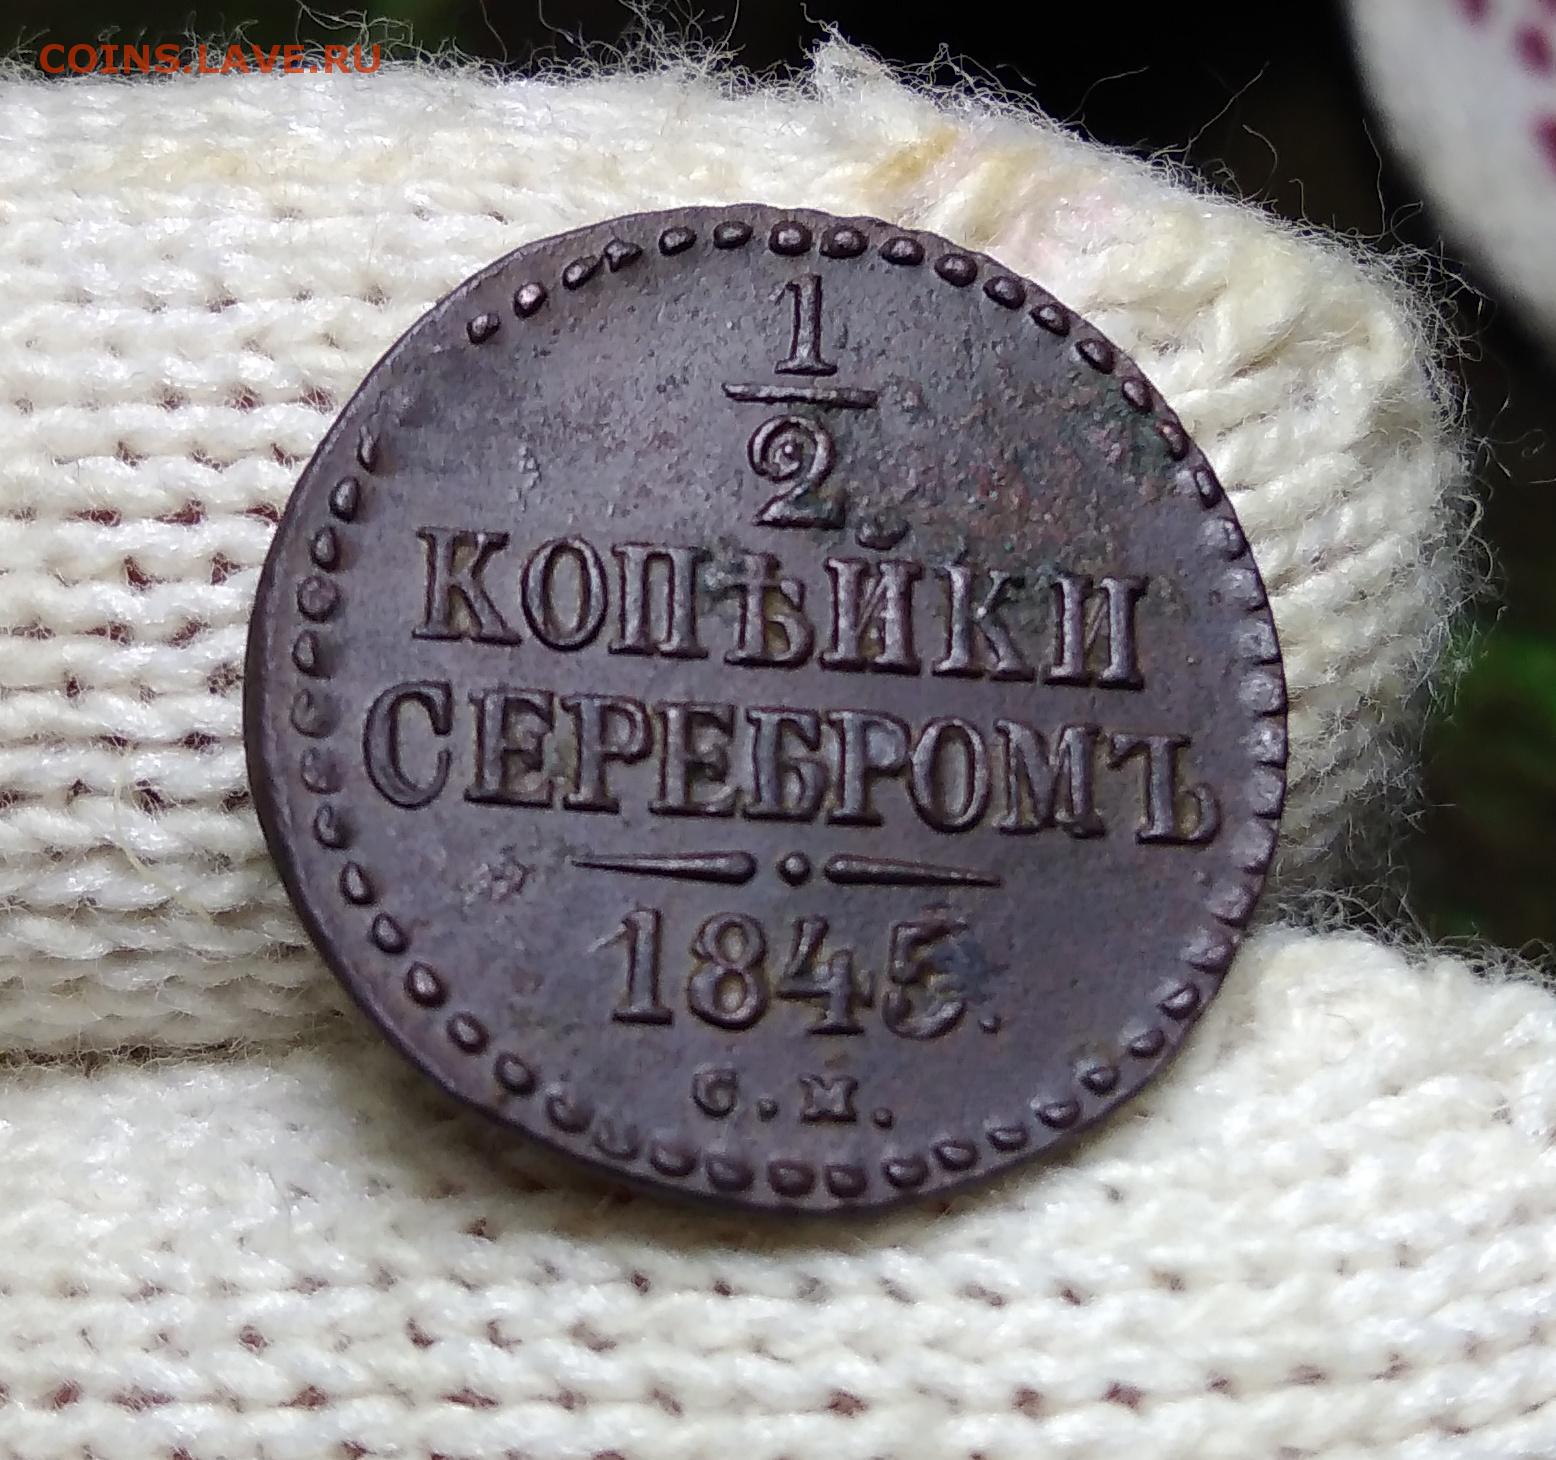 COINS.LAVE.RU
1
2.
КОПѢЙКИ
СЕРЕБРОМЪ
1845.
С.М.